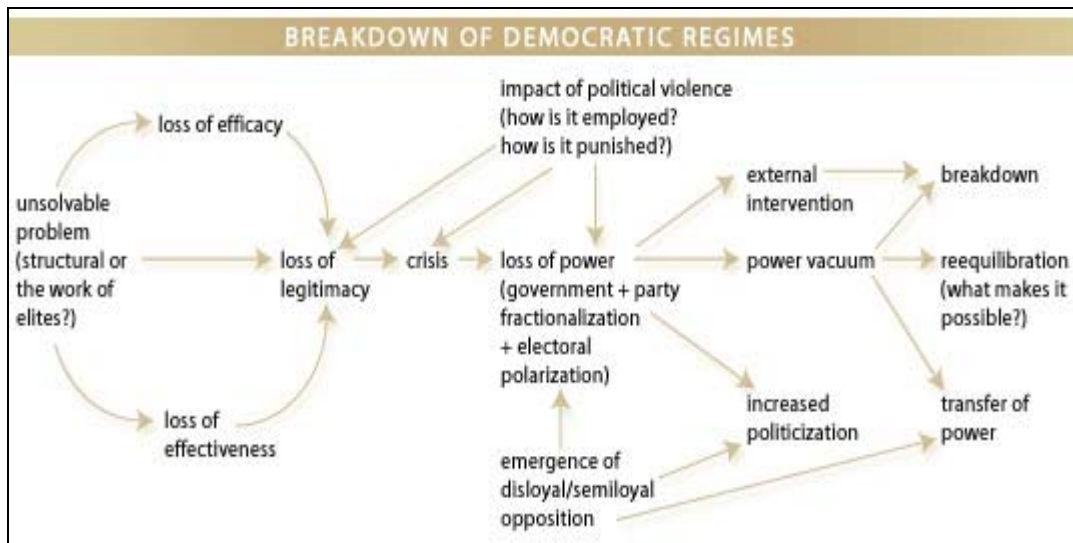 BREAKDOWN OF DEMOCRATIC REGIMES
impact of political violence
(how is it employed?
how is it punished?)
loss of efficacy
external
intervention
breakdown
unsolvable
problem
(structural or
the work of
elites?)
loss of
legitimacy
crisis
loss of power
(government + party
fractionalization
+ electoral
polarization)
power vacuum
reequilibration
(what makes it
possible?)
loss of
effectiveness
increased
politicization
transfer of
power
emergence of
disloyal/semiloyal
opposition